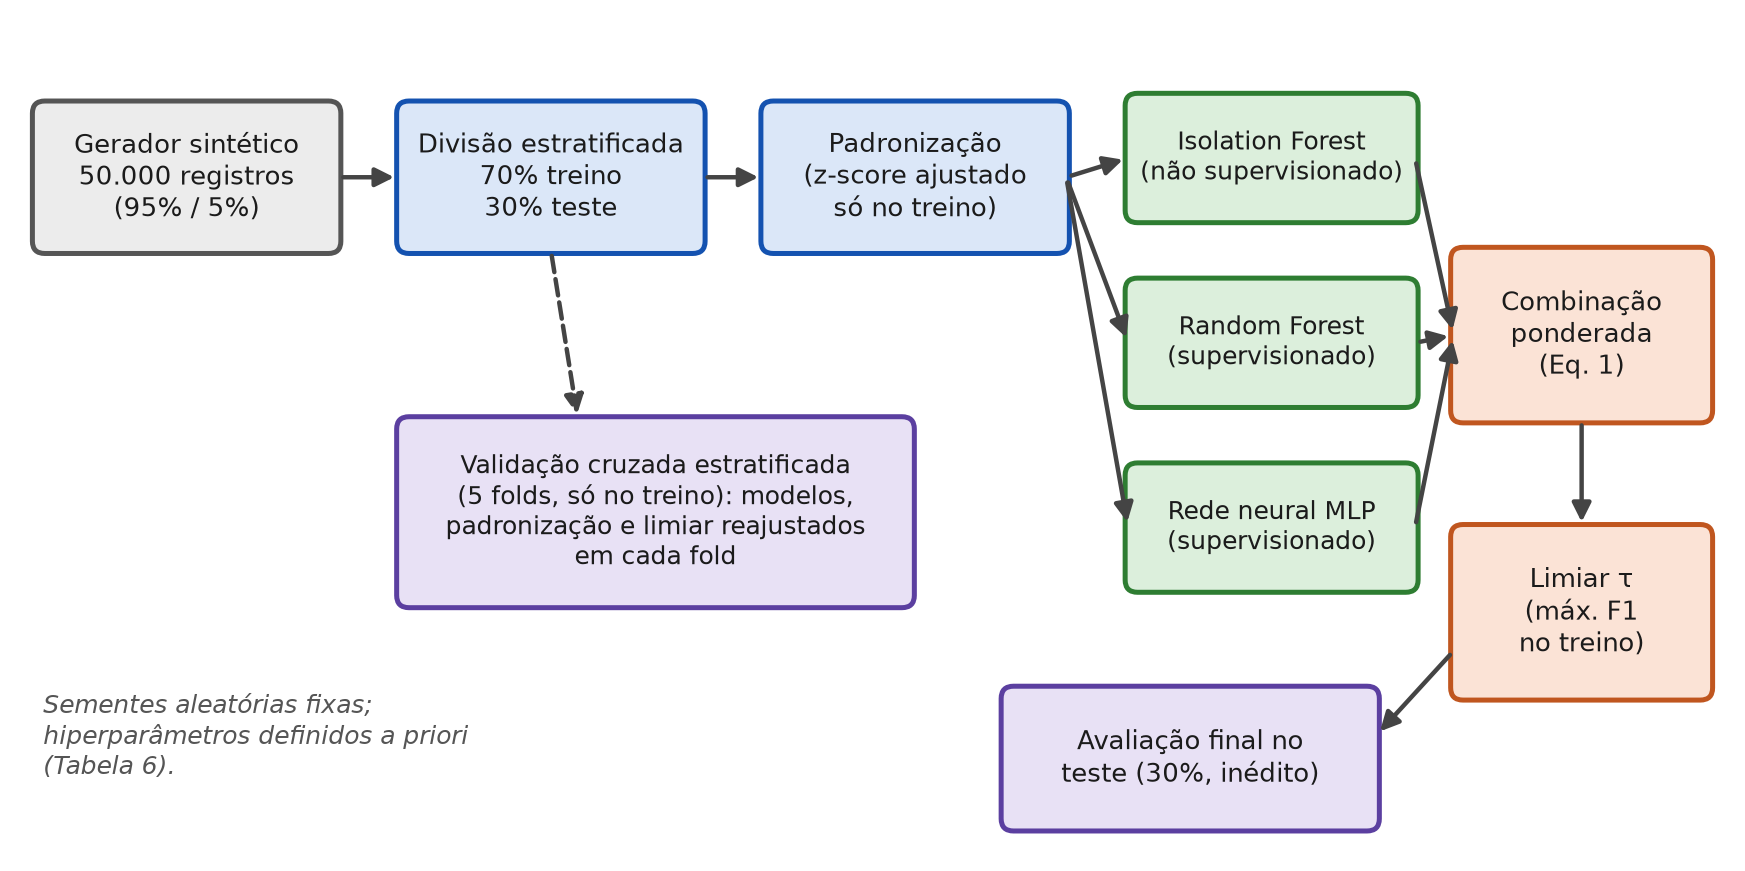 Gerador sintético
50.000 registros
(95% / 5%)
Divisão estratificada
70% treino
30% teste
Padronização
(z-score ajustado
só no treino)
Isolation Forest
(não supervisionado)
Random Forest
(supervisionado)
Rede neural MLP
(supervisionado)
Combinação
ponderada
(Eq. 1)
Limiar τ
(máx. F1
no treino)
Validação cruzada estratificada
(5 folds, só no treino): modelos,
padronização e limiar reajustados
em cada fold
Avaliação final no
teste (30%, inédito)
Sementes aleatórias fixas;
hiperparâmetros definidos a priori
(Tabela 6).